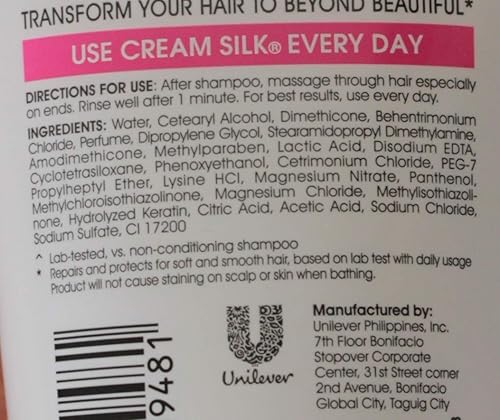 TRANSFORM YOUR HAIR TO BEYOND BEAUTIFUL*
USE CREAM SILK® EVERY DAY
DIRECTIONS FOR USE: After shampoo, massage through hair especially
on ends. Rinse well after 1 minute. For best results, use every day.
INGREDIENTS: Water, Cetearyl Alcohol, Dimethicone, Behentrimonium
Chloride, Perfume, Dipropylene Glycol, Stearamidopropyl Dimethylamine,
Amodimethicone, Methylparaben, Lactic Acid, Disodium EDTA,
Cyclotetrasiloxane, Phenoxyethanol, Cetrimonium Chloride, PEG-7
Propylheptyl Ether, Lysine HCl, Magnesium Nitrate, Panthenol,
Methylchloroisothiazolinone, Magnesium Chloride, Methylisothiazoli-
none, Hydrolyzed Keratin, Citric Acid, Acetic Acid, Sodium Chloride,
Sodium Sulfate, CI 17200
^ Lab-tested, vs. non-conditioning shampoo
* Repairs and protects for soft and smooth hair, based on lab test with daily usage
Product will not cause staining on scalp or skin when bathing.
9481
Unilever
Manufactured by:
Unilever Philippines, Inc.
7th Floor Bonifacio
Stopover Corporate
Center, 31st Street corner
2nd Avenue, Bonifacio
Global City, Taguig City